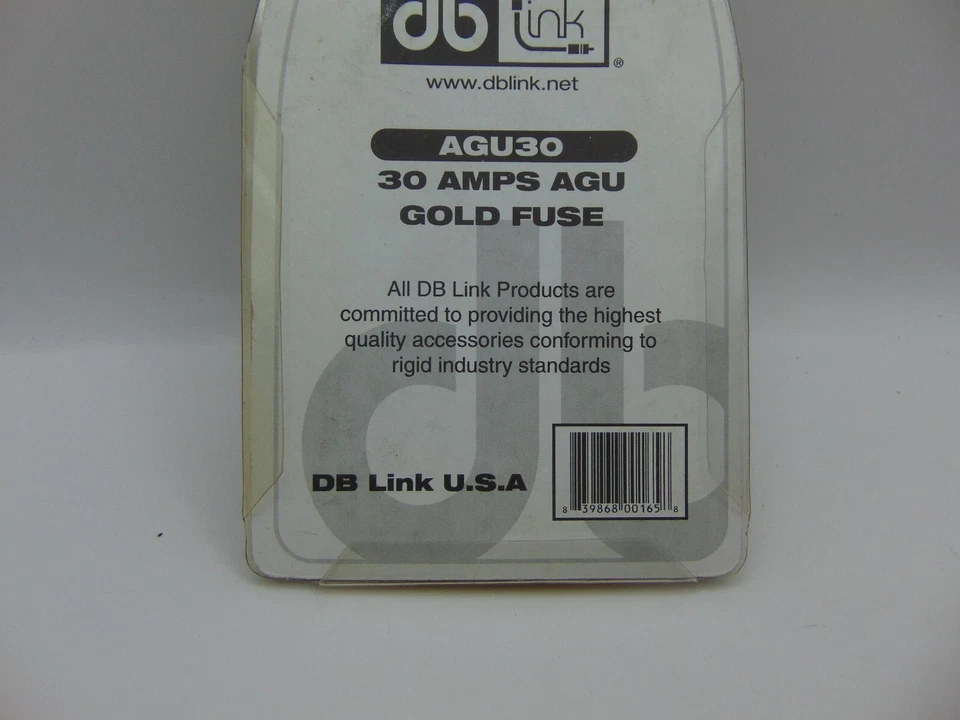 db link ®
www.dblink.net
AGU30
30 AMPS AGU
GOLD FUSE
All DB Link Products are
committed to providing the highest
quality accessories conforming to
rigid industry standards
DB Link U.S.A
8 39868 00165 8
db